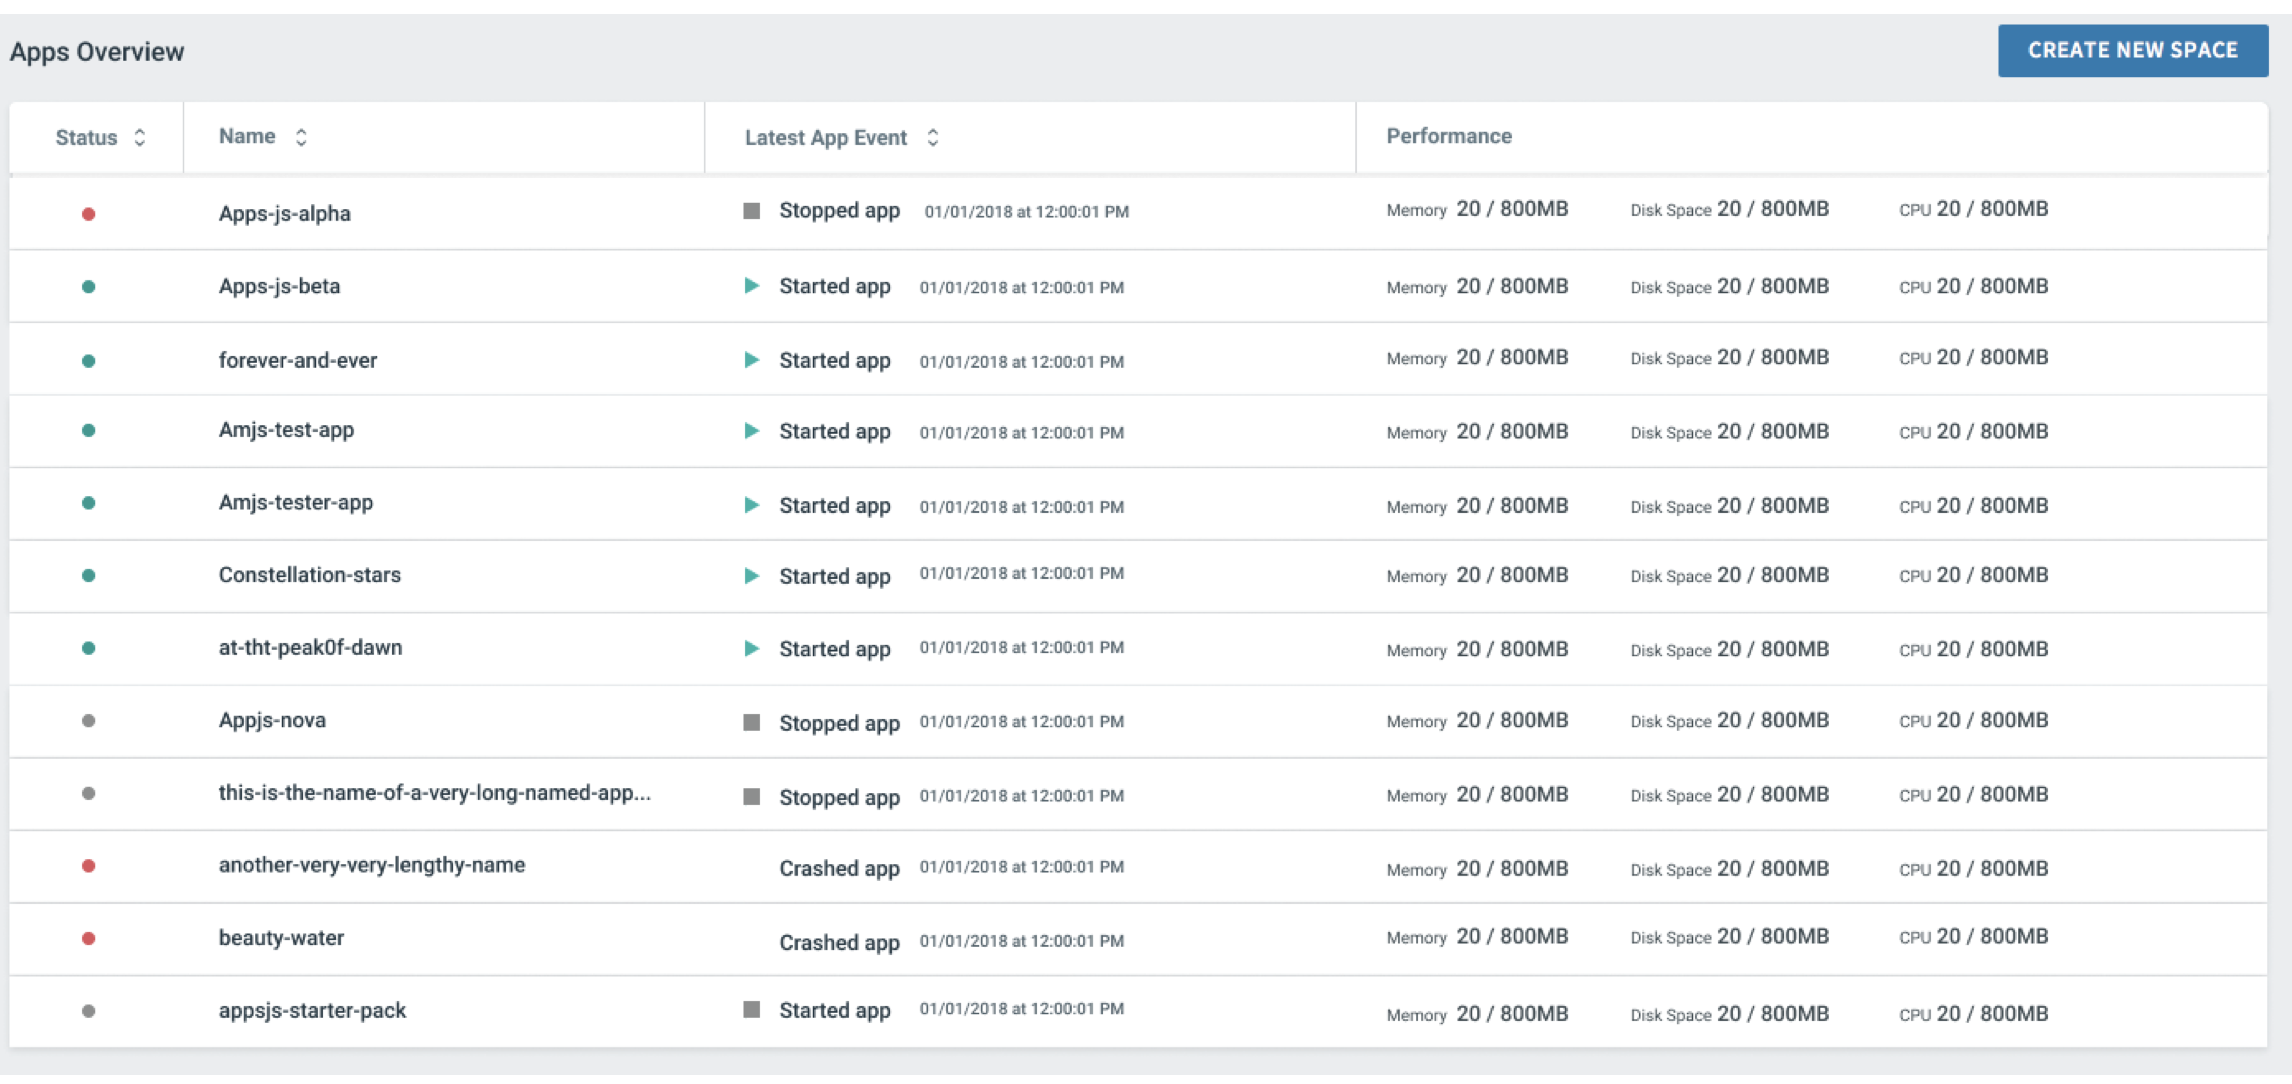 Apps Overview CREATE NEW SPACE
Status Name Latest App Event Performance
Apps-js-alpha Stopped app 01/01/2018 at 12:00:01 PM Memory 20 / 800MB Disk Space 20 / 800MB CPU 20 / 800MB
Apps-js-beta Started app 01/01/2018 at 12:00:01 PM Memory 20 / 800MB Disk Space 20 / 800MB CPU 20 / 800MB
forever-and-ever Started app 01/01/2018 at 12:00:01 PM Memory 20 / 800MB Disk Space 20 / 800MB CPU 20 / 800MB
Amjs-test-app Started app 01/01/2018 at 12:00:01 PM Memory 20 / 800MB Disk Space 20 / 800MB CPU 20 / 800MB
Amjs-tester-app Started app 01/01/2018 at 12:00:01 PM Memory 20 / 800MB Disk Space 20 / 800MB CPU 20 / 800MB
Constellation-stars Started app 01/01/2018 at 12:00:01 PM Memory 20 / 800MB Disk Space 20 / 800MB CPU 20 / 800MB
at-tht-peak0f-dawn Started app 01/01/2018 at 12:00:01 PM Memory 20 / 800MB Disk Space 20 / 800MB CPU 20 / 800MB
Appjs-nova Stopped app 01/01/2018 at 12:00:01 PM Memory 20 / 800MB Disk Space 20 / 800MB CPU 20 / 800MB
this-is-the-name-of-a-very-long-named-app... Stopped app 01/01/2018 at 12:00:01 PM Memory 20 / 800MB Disk Space 20 / 800MB CPU 20 / 800MB
another-very-very-lengthy-name Crashed app 01/01/2018 at 12:00:01 PM Memory 20 / 800MB Disk Space 20 / 800MB CPU 20 / 800MB
beauty-water Crashed app 01/01/2018 at 12:00:01 PM Memory 20 / 800MB Disk Space 20 / 800MB CPU 20 / 800MB
appsjs-starter-pack Started app 01/01/2018 at 12:00:01 PM Memory 20 / 800MB Disk Space 20 / 800MB CPU 20 / 800MB